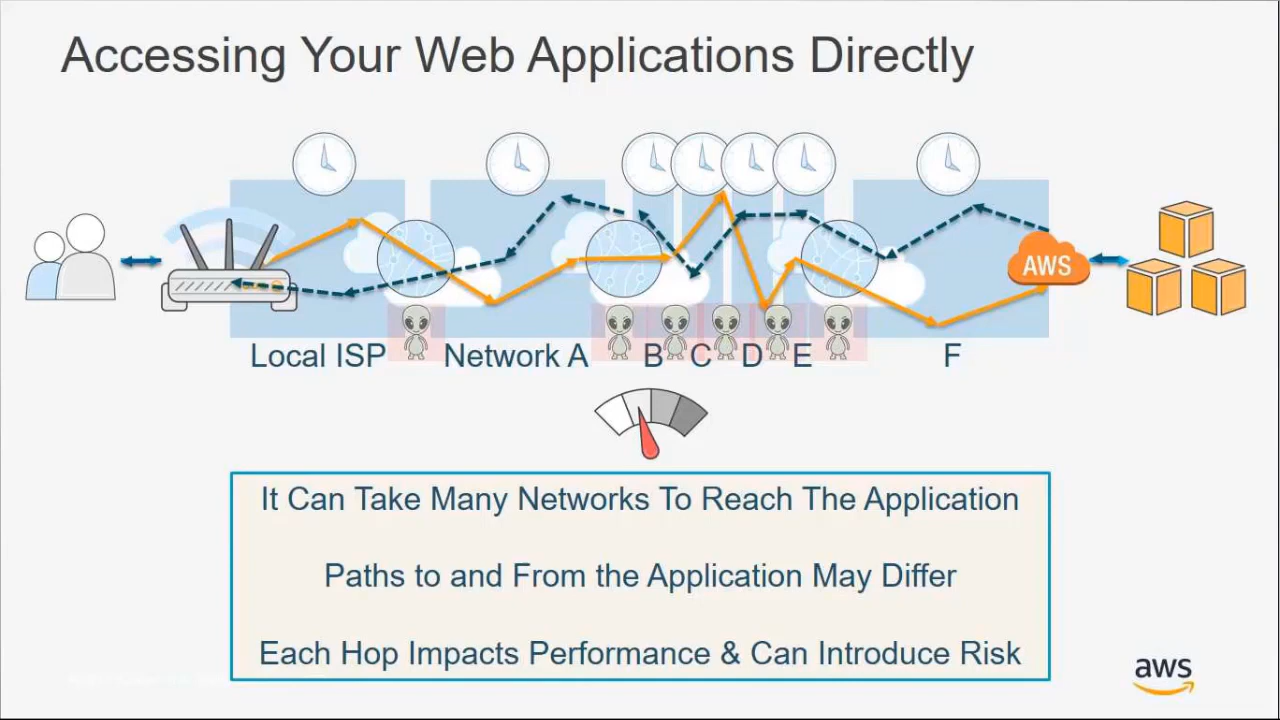 Accessing Your Web Applications Directly
AWS
Local ISP
Network A
B
C
D
E
F
It Can Take Many Networks To Reach The Application
Paths to and From the Application May Differ
Each Hop Impacts Performance & Can Introduce Risk
aws